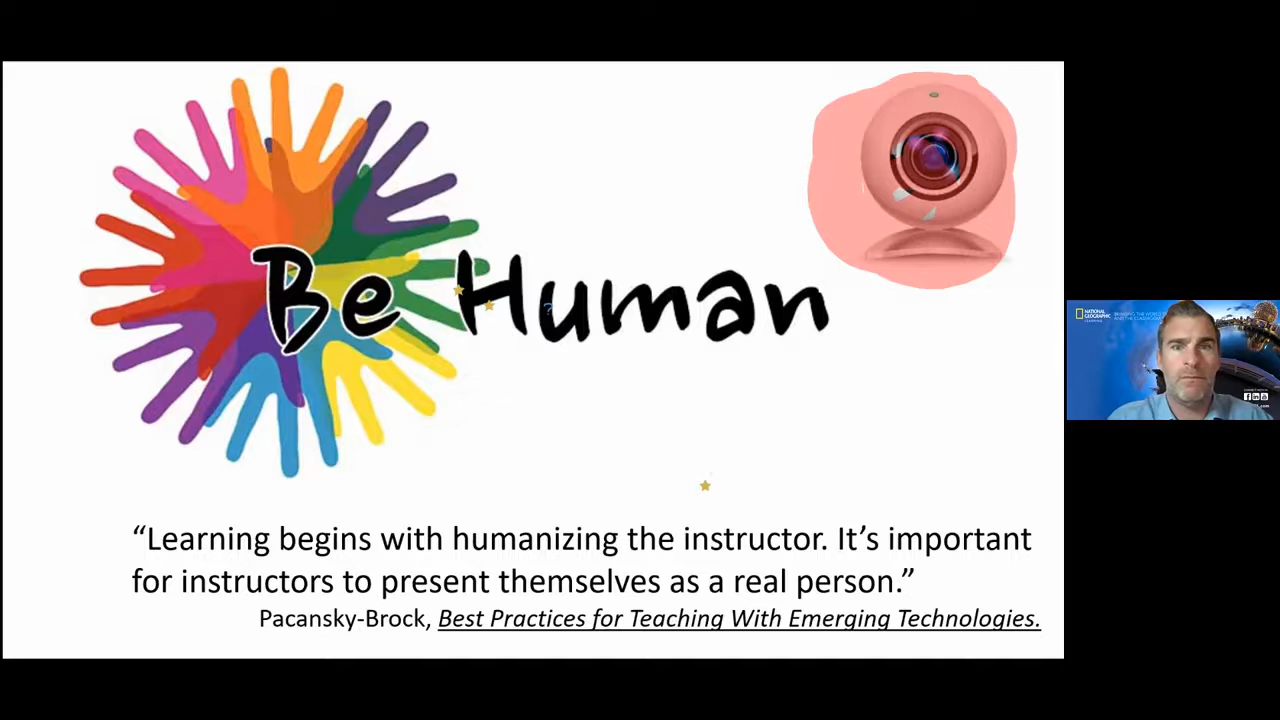 Be Human
“Learning begins with humanizing the instructor. It’s important
for instructors to present themselves as a real person.”
Pacansky-Brock, Best Practices for Teaching With Emerging Technologies.
NATIONAL
GEOGRAPHIC
LEARNING